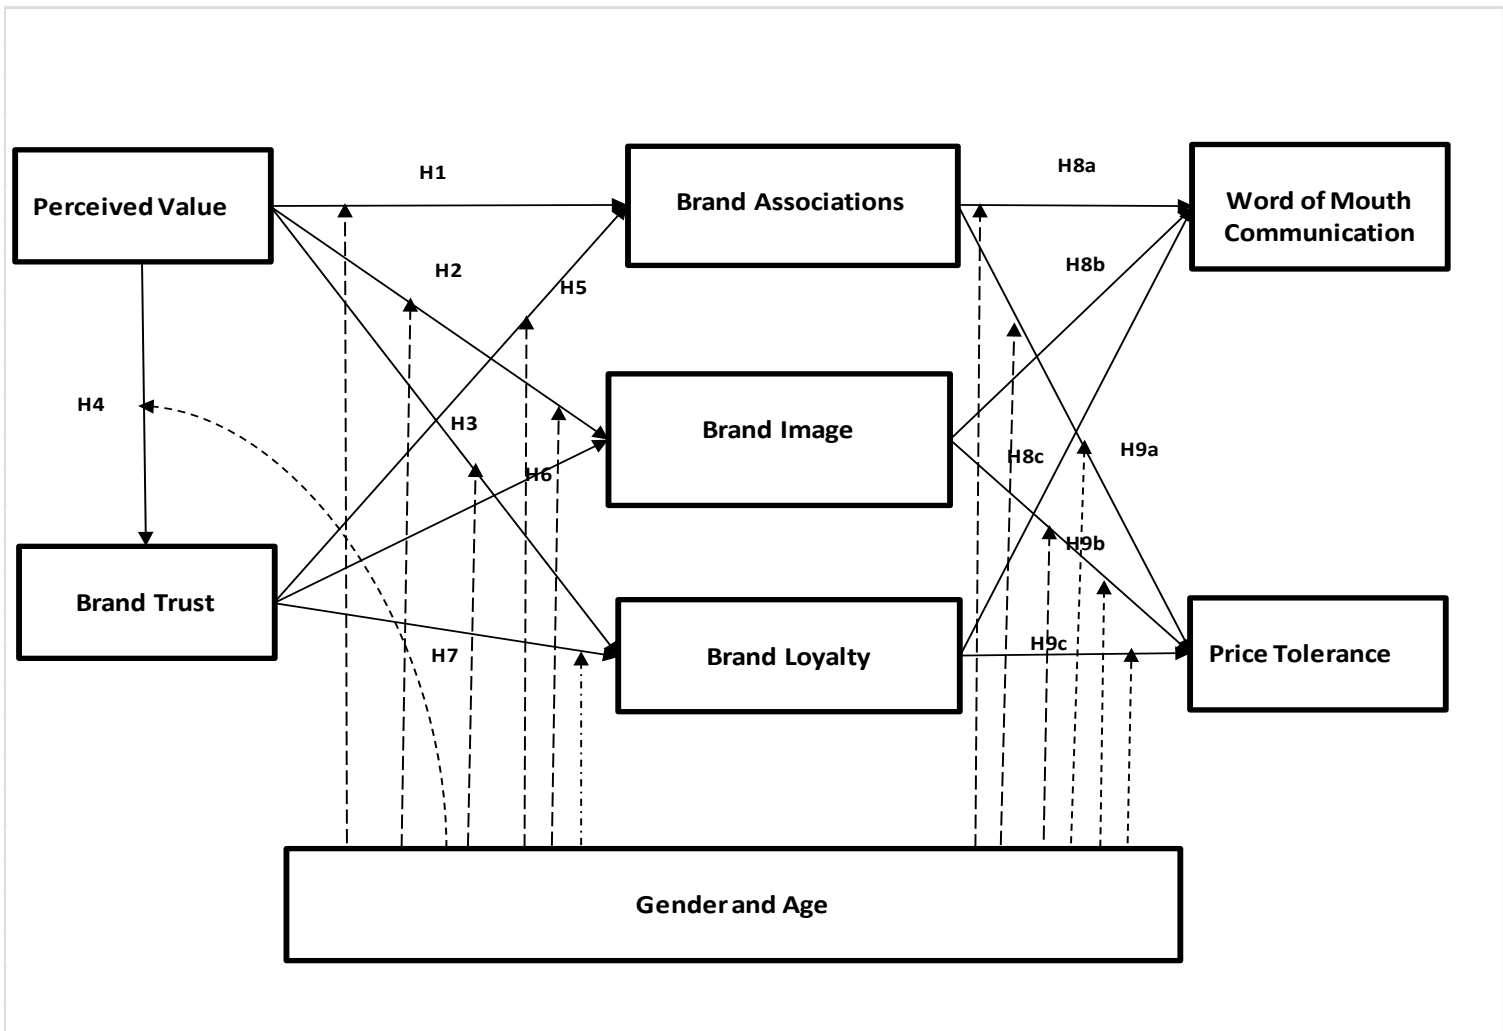 H1
H8a
Perceived Value
Brand Associations
Word of Mouth
Communication
H2
H8b
H5
H4
H3
Brand Image
H8c
H9a
H6
H9b
Brand Trust
H7
Brand Loyalty
H9c
Price Tolerance
Gender and Age